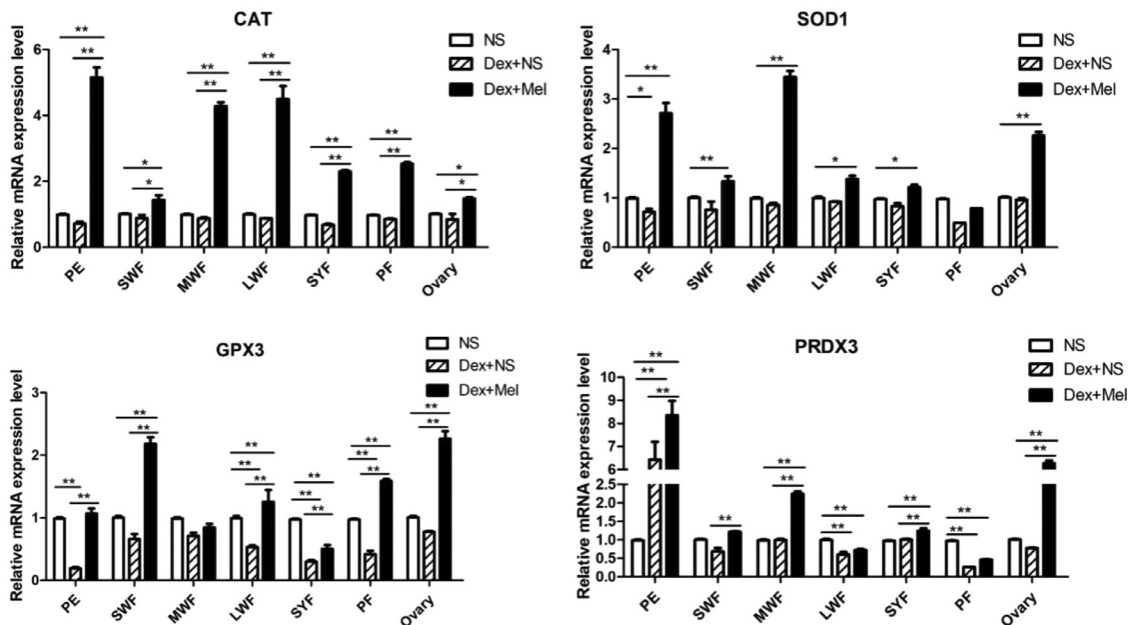 CAT
NS
Dex+NS
Dex+Mel
Relative mRNA expression level
6
4
2
0
** ** * * ** ** ** ** ** ** ** ** * *
PE SWF MWF LWF SYF PF Ovary
SOD1
NS
Dex+NS
Dex+Mel
Relative mRNA expression level
4
3
2
1
0
** * ** ** * * **
PE SWF MWF LWF SYF PF Ovary
GPX3
NS
Dex+NS
Dex+Mel
Relative mRNA expression level
3
2
1
0
** ** ** ** ** ** ** ** ** ** ** ** ** ** **
PE SWF MWF LWF SYF PF Ovary
PRDX3
NS
Dex+NS
Dex+Mel
Relative mRNA expression level
10
9
8
7
6
2.5
2.0
1.5
1.0
0.5
0.0
** ** ** ** ** ** ** ** ** ** ** ** ** **
PE SWF MWF LWF SYF PF Ovary